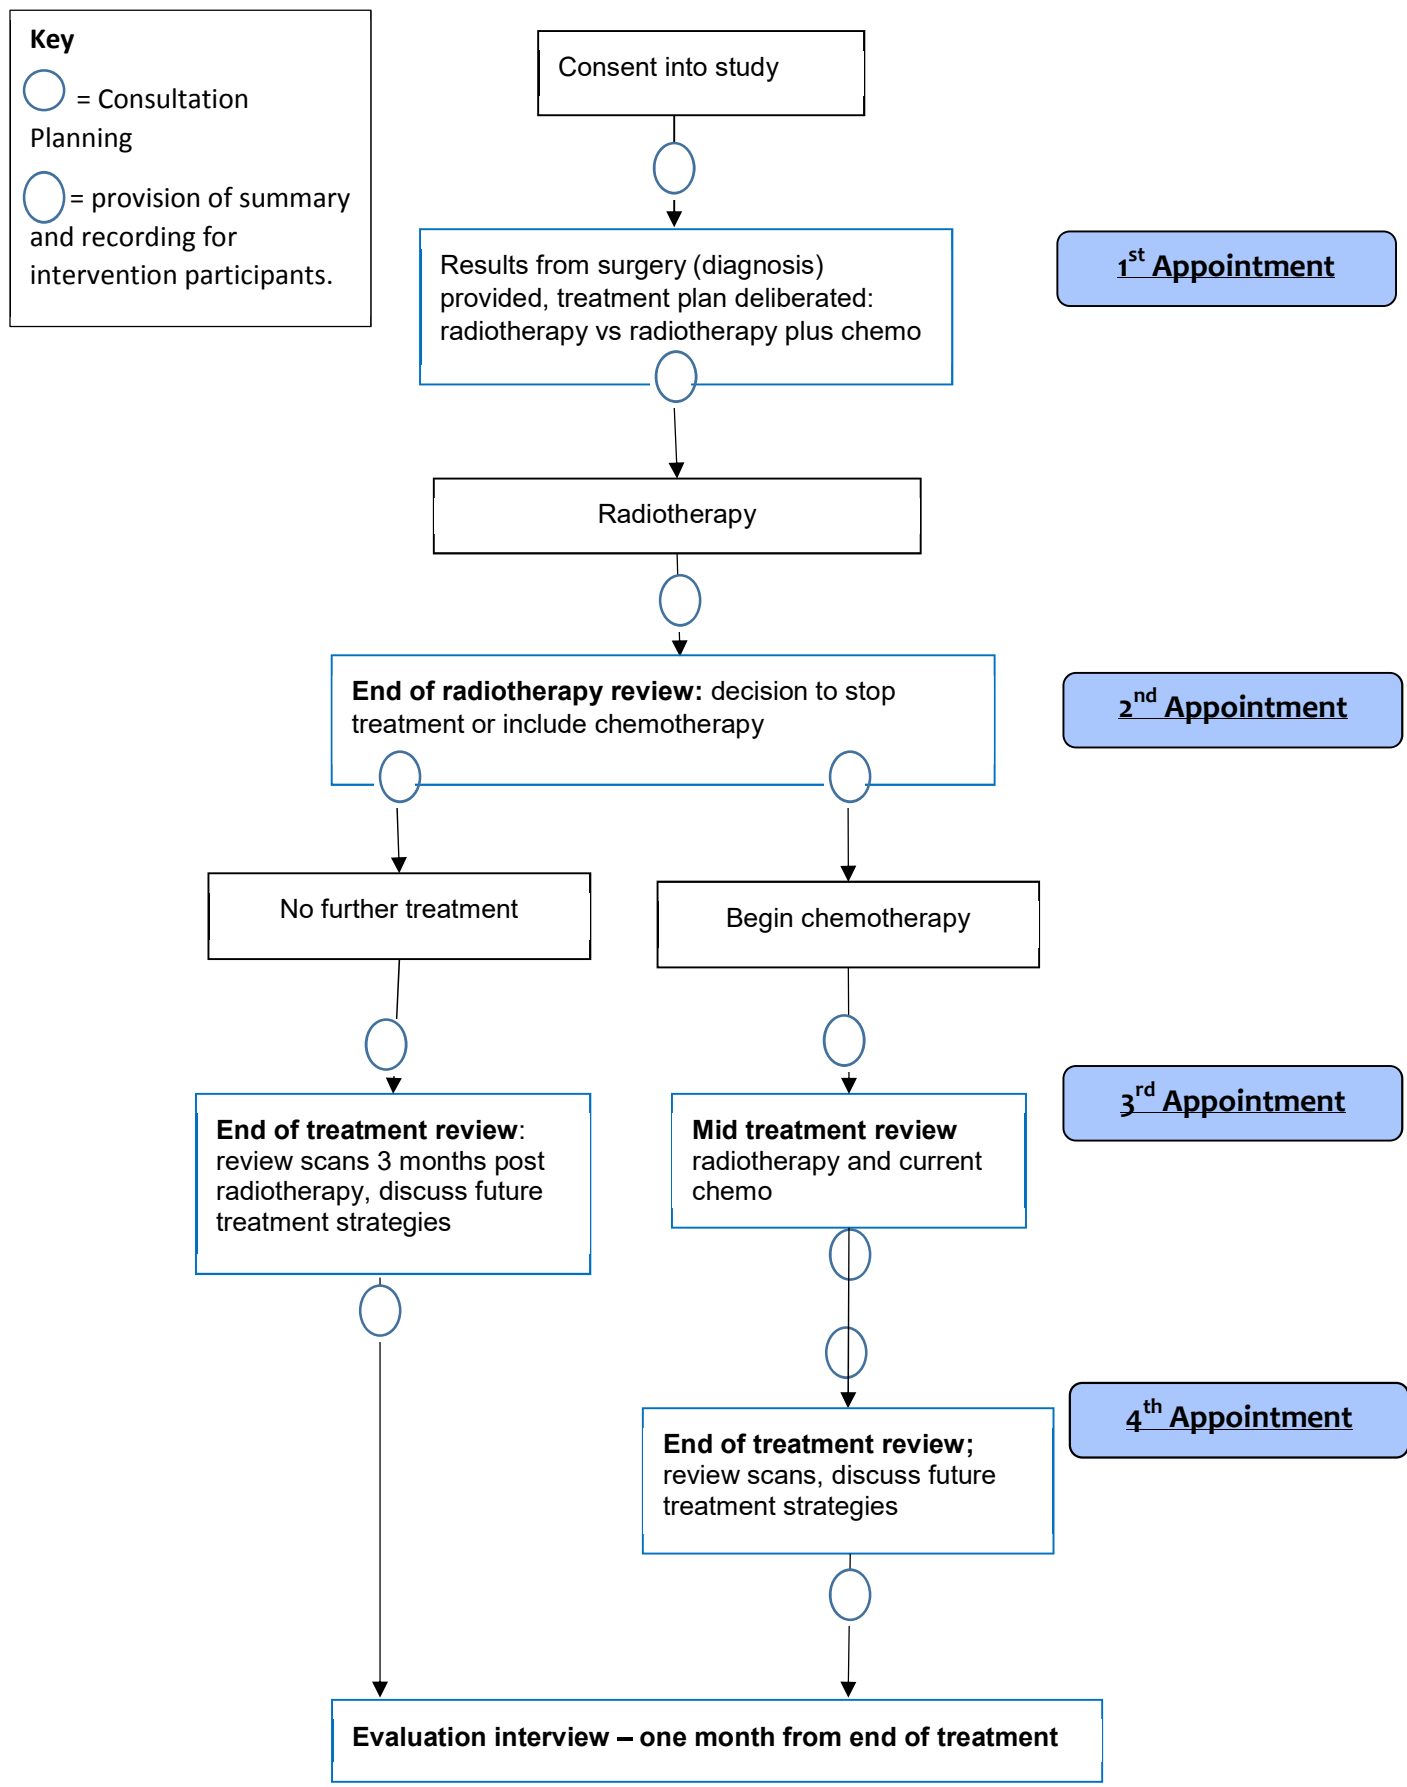 Key
= Consultation
Planning
= provision of summary
and recording for
intervention participants.
Consent into study
Results from surgery (diagnosis)
provided, treatment plan deliberated:
radiotherapy vs radiotherapy plus chemo
1st Appointment
Radiotherapy
End of radiotherapy review: decision to stop
treatment or include chemotherapy
2nd Appointment
No further treatment
Begin chemotherapy
End of treatment review:
review scans 3 months post
radiotherapy, discuss future
treatment strategies
Mid treatment review
radiotherapy and current
chemo
3rd Appointment
End of treatment review;
review scans, discuss future
treatment strategies
4th Appointment
Evaluation interview – one month from end of treatment